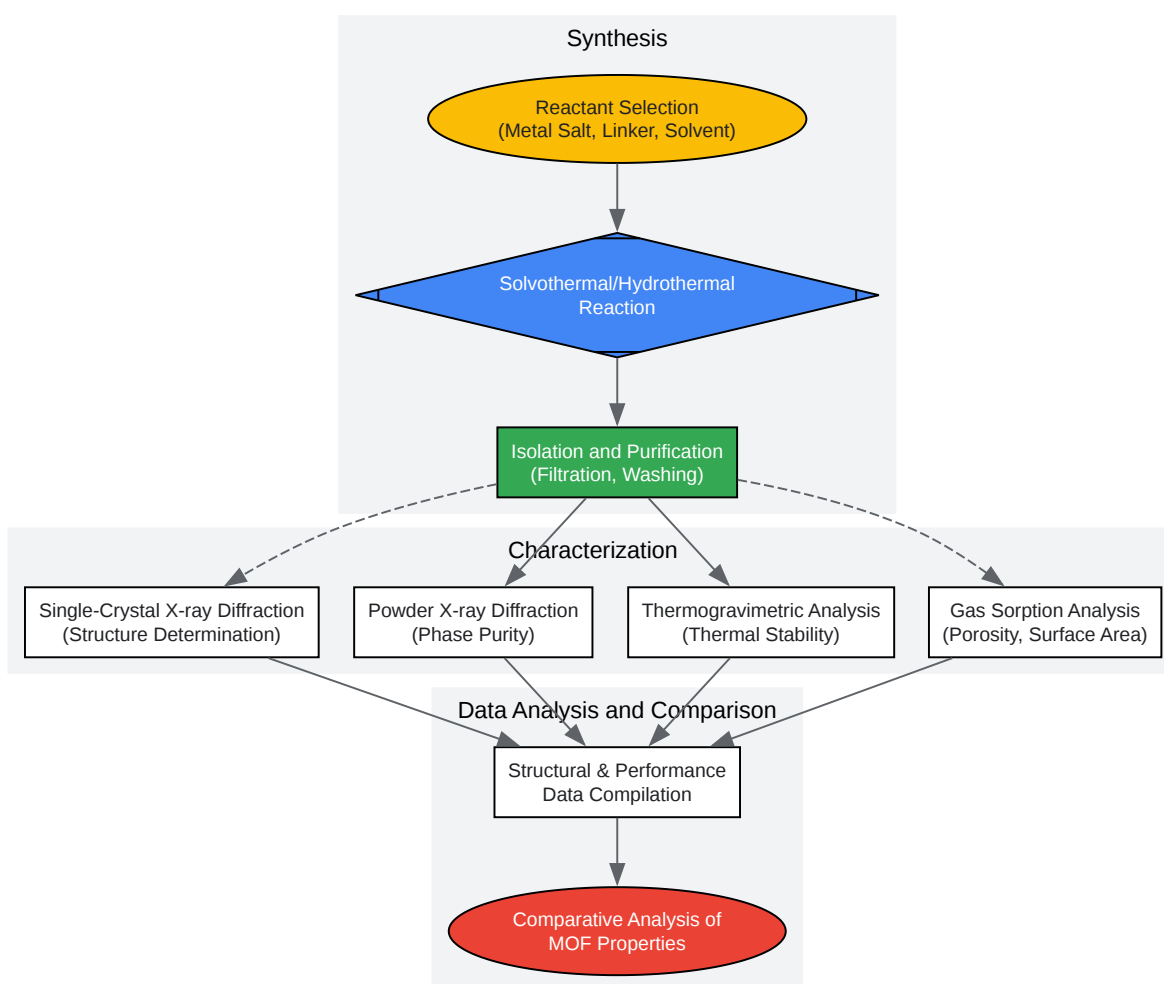 Synthesis
Reactant Selection
(Metal Salt, Linker, Solvent)
Solvothermal/Hydrothermal
Reaction
Isolation and Purification
(Filtration, Washing)
Characterization
Single-Crystal X-ray Diffraction
(Structure Determination)
Powder X-ray Diffraction
(Phase Purity)
Thermogravimetric Analysis
(Thermal Stability)
Gas Sorption Analysis
(Porosity, Surface Area)
Data Analysis and Comparison
Structural & Performance
Data Compilation
Comparative Analysis of
MOF Properties